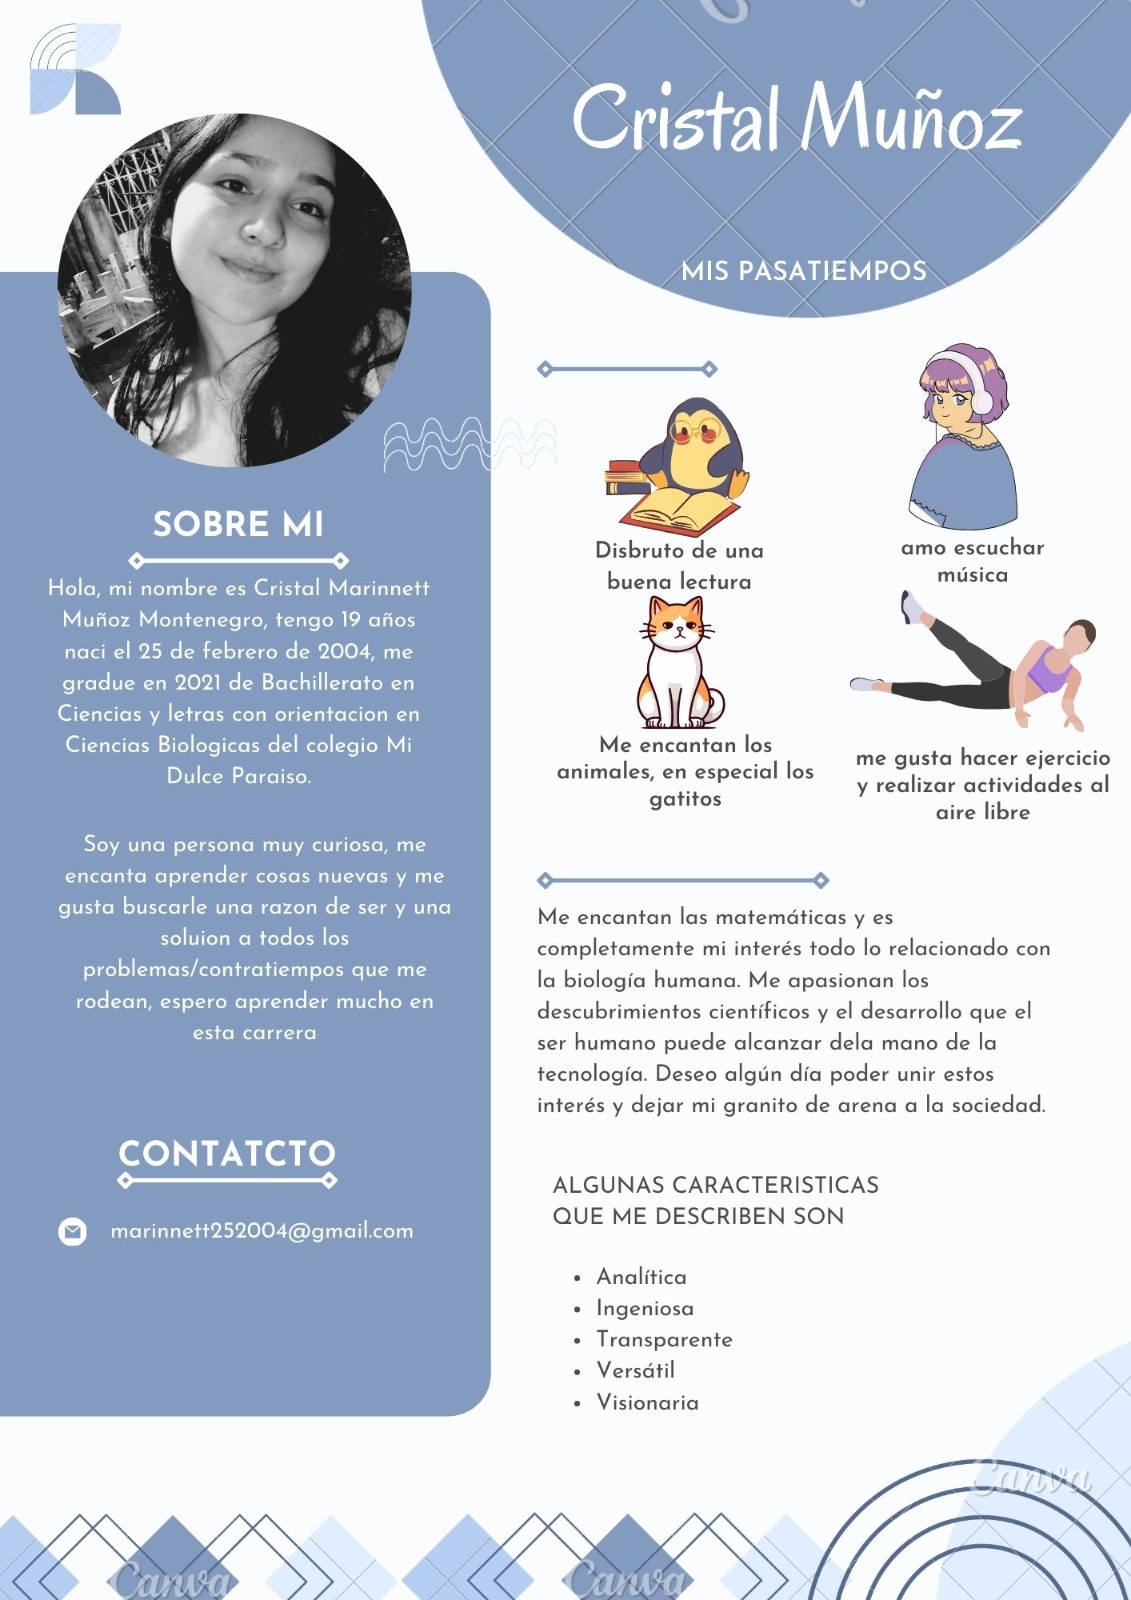 Cristal Muñoz
MIS PASATIEMPOS
SOBRE MI
Hola, mi nombre es Cristal Marinnett
Muñoz Montenegro, tengo 19 años
naci el 25 de febrero de 2004, me
gradue en 2021 de Bachillerato en
Ciencias y letras con orientacion en
Ciencias Biologicas del colegio Mi
Dulce Paraiso.
Soy una persona muy curiosa, me
encanta aprender cosas nuevas y me
gusta buscarle una razon de ser y una
soluion a todos los
problemas/contratiempos que me
rodean, espero aprender mucho en
esta carrera
CONTATCTO
marinnett252004@gmail.com
Disbruto de una
buena lectura
amo escuchar
música
Me encantan los
animales, en especial los
gatitos
me gusta hacer ejercicio
y realizar actividades al
aire libre
Me encantan las matemáticas y es
completamente mi interés todo lo relacionado con
la biología humana. Me apasionan los
descubrimientos científicos y el desarrollo que el
ser humano puede alcanzar dela mano de la
tecnología. Deseo algún día poder unir estos
interés y dejar mi granito de arena a la sociedad.
ALGUNAS CARACTERISTICAS
QUE ME DESCRIBEN SON
• Analítica
• Ingeniosa
• Transparente
• Versátil
• Visionaria
Canva
Canva
Canva